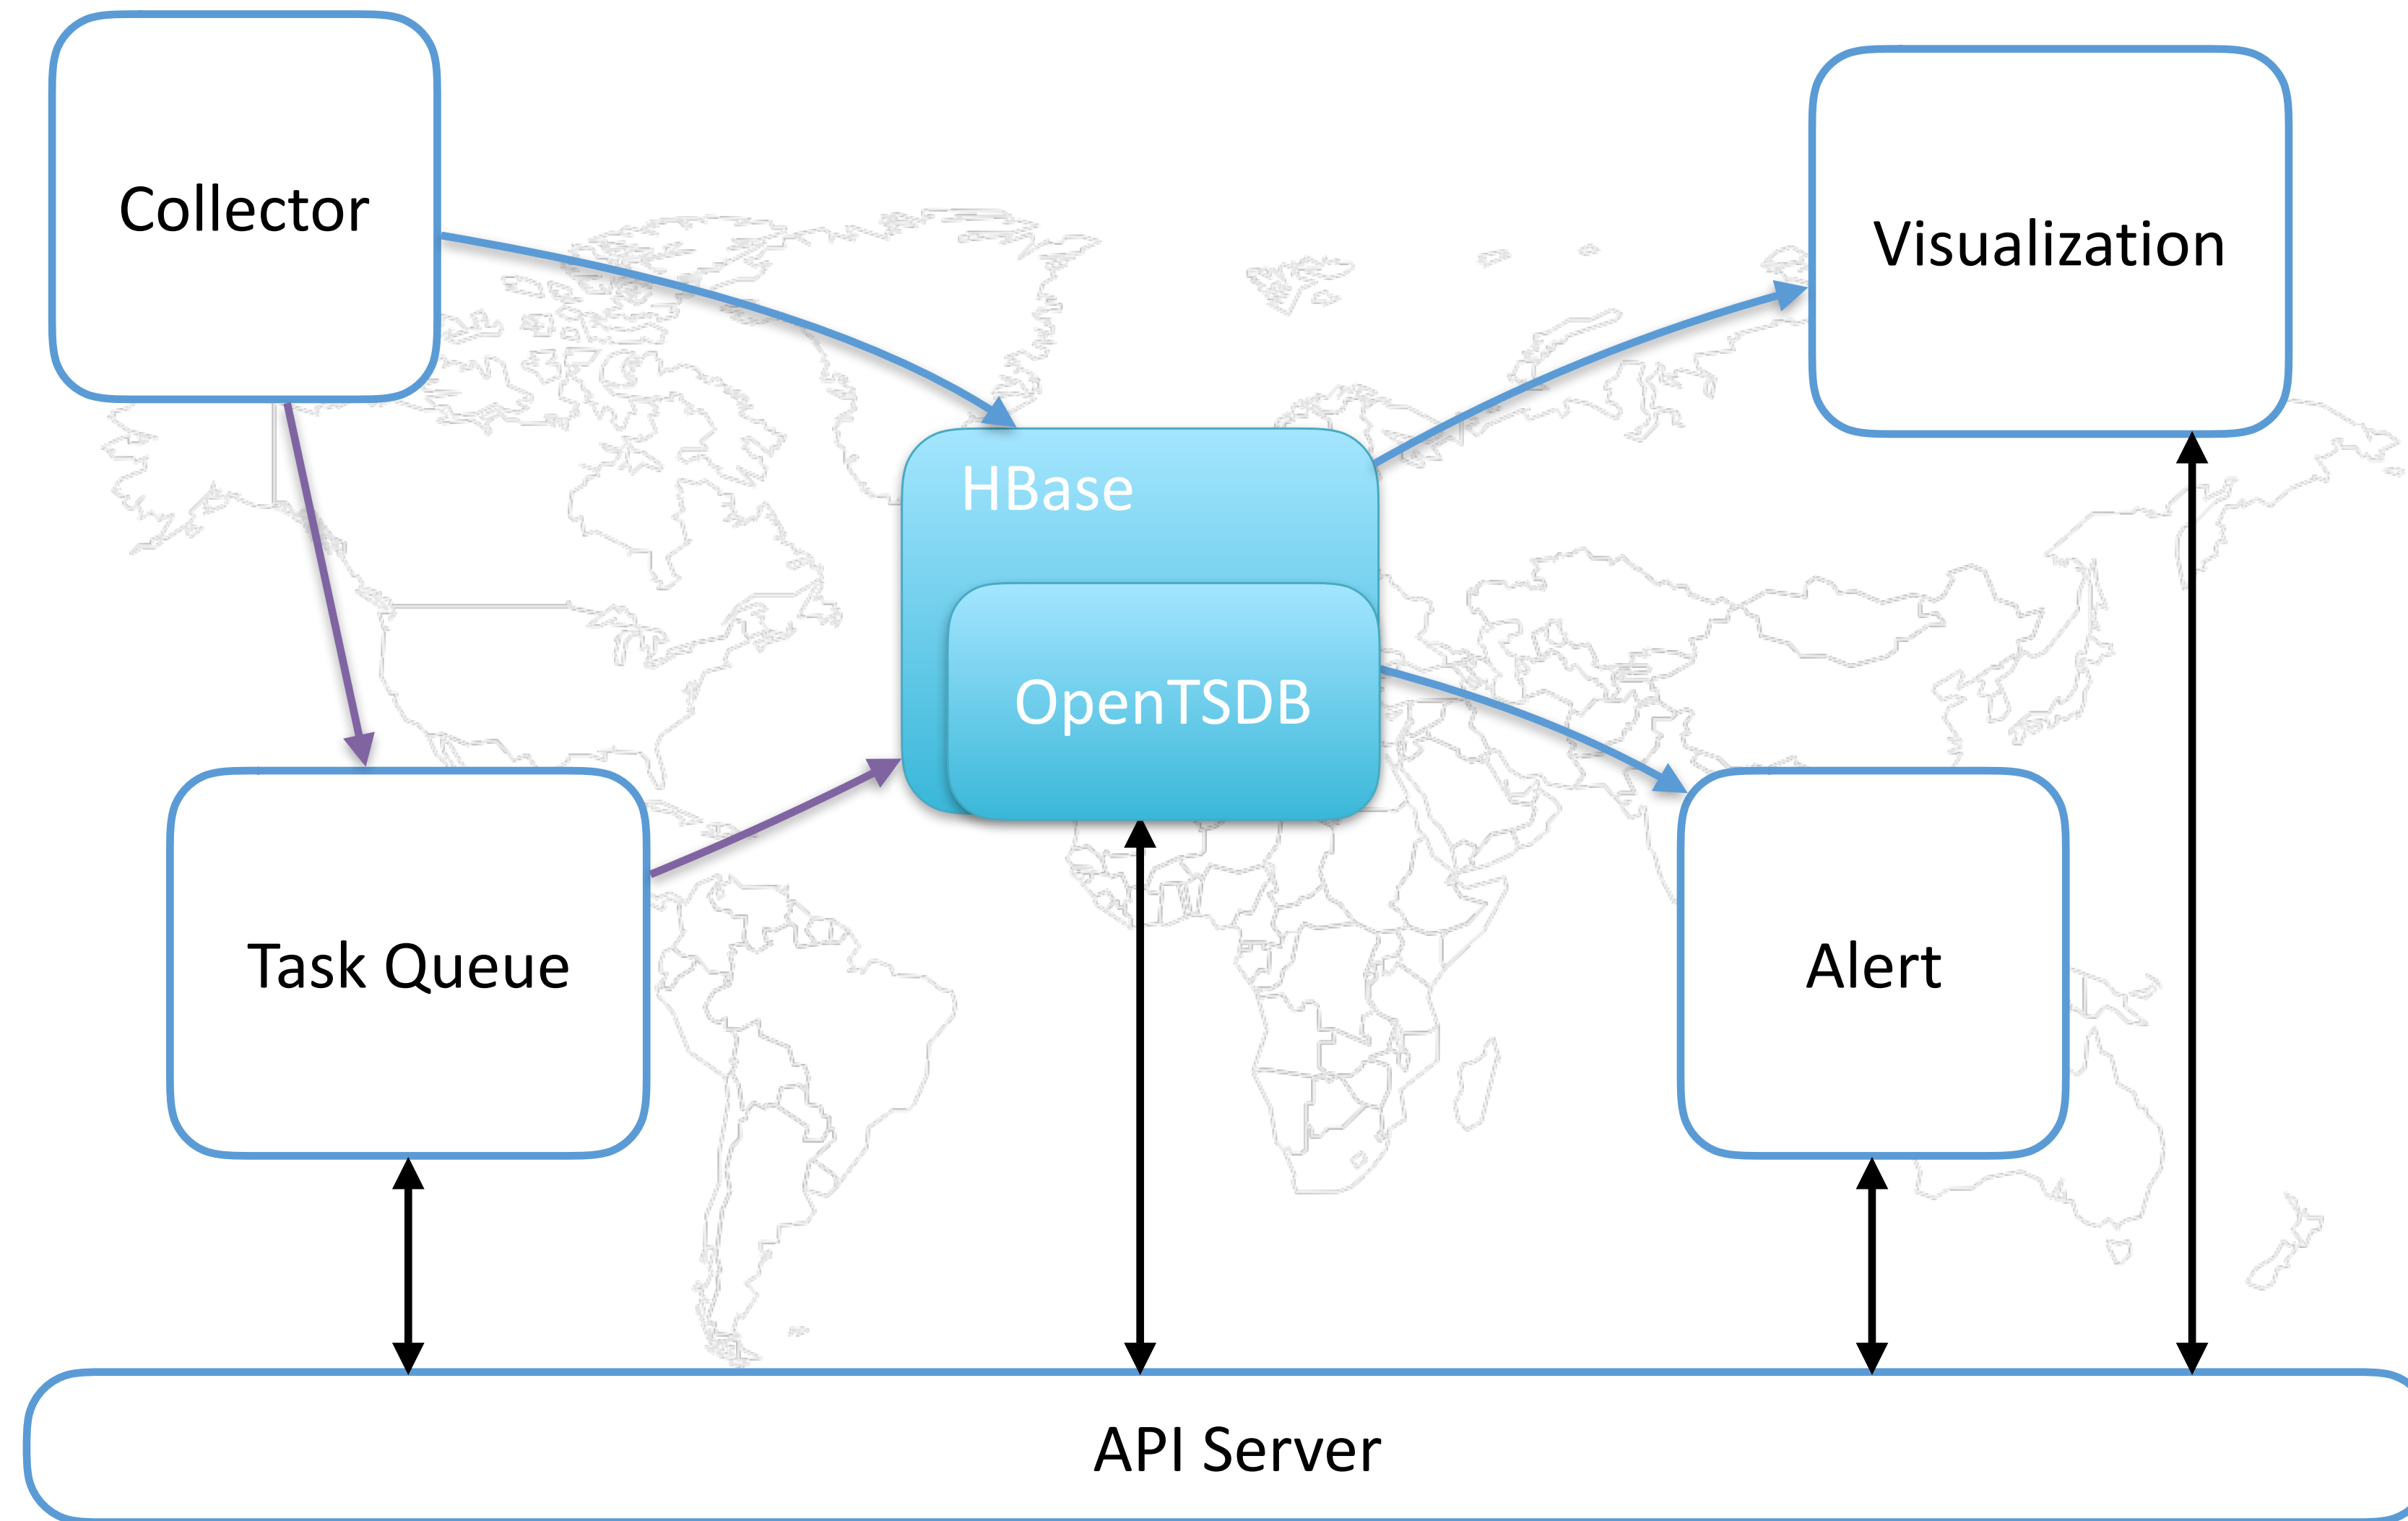 Collector
Visualization
HBase
OpenTSDB
Task Queue
Alert
API Server